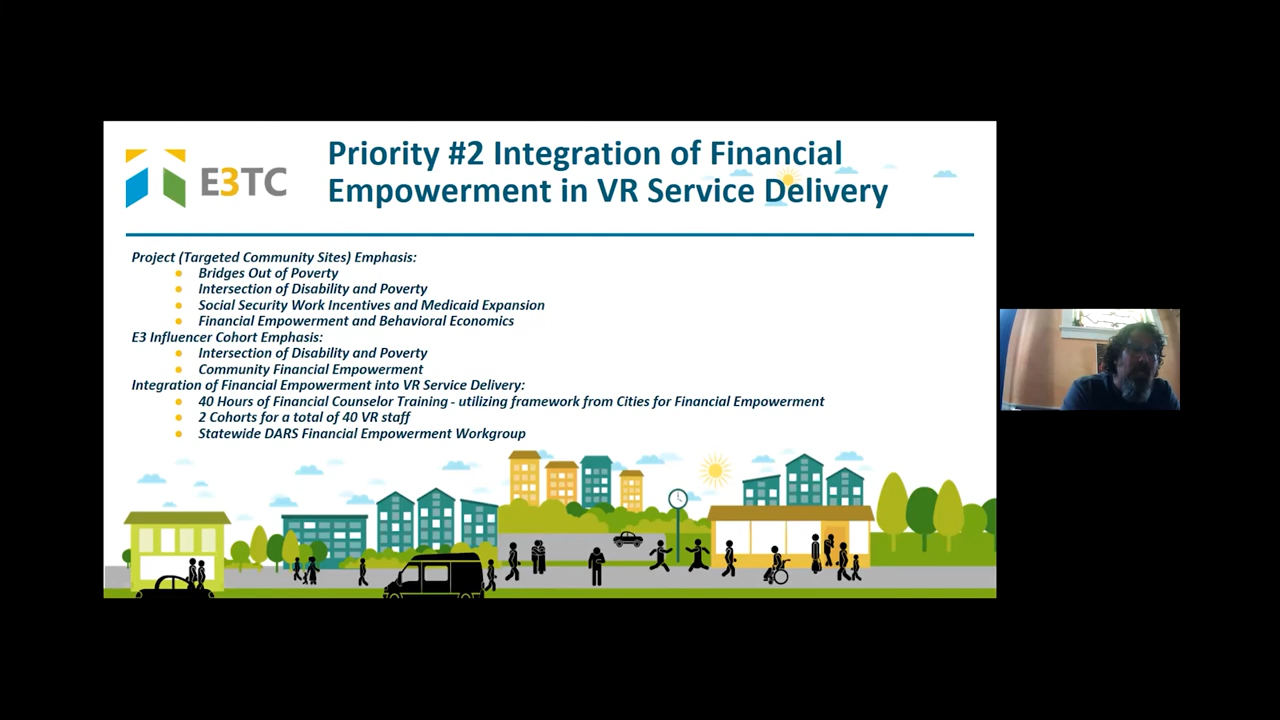 E3TC
Priority #2 Integration of Financial
Empowerment in VR Service Delivery
Project (Targeted Community Sites) Emphasis:
● Bridges Out of Poverty
● Intersection of Disability and Poverty
● Social Security Work Incentives and Medicaid Expansion
● Financial Empowerment and Behavioral Economics
E3 Influencer Cohort Emphasis:
● Intersection of Disability and Poverty
● Community Financial Empowerment
Integration of Financial Empowerment into VR Service Delivery:
● 40 Hours of Financial Counselor Training - utilizing framework from Cities for Financial Empowerment
● 2 Cohorts for a total of 40 VR staff
● Statewide DARS Financial Empowerment Workgroup